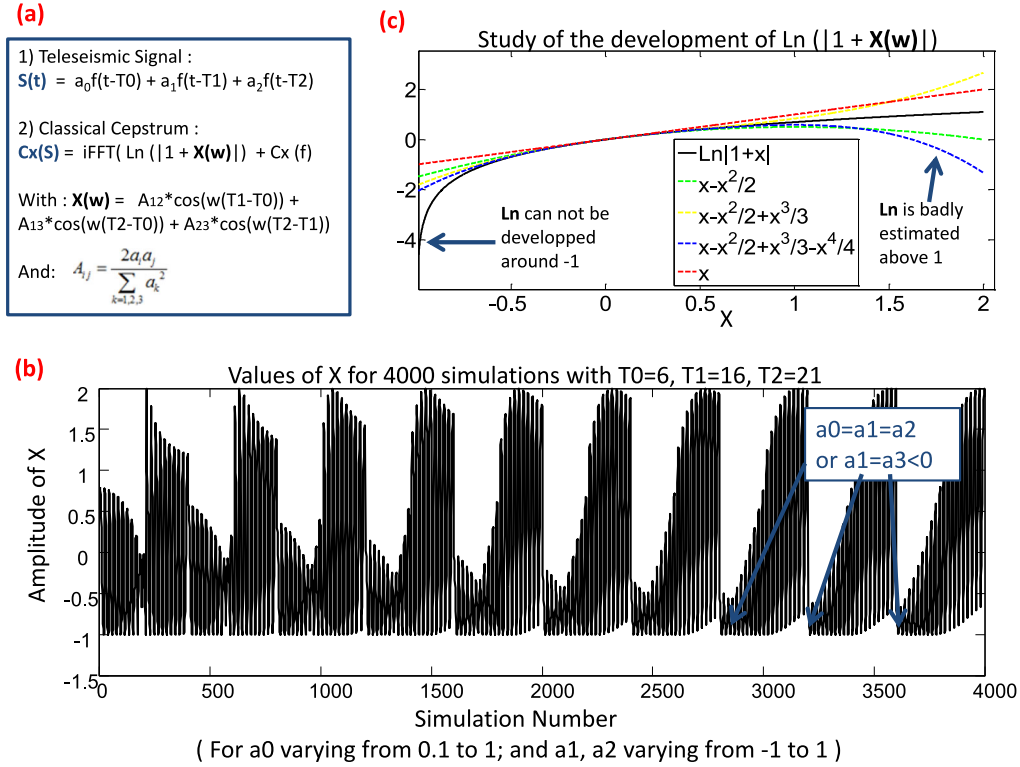 (a)
1) Teleseismic Signal :
S(t) = a0f(t-T0) + a1f(t-T1) + a2f(t-T2)
2) Classical Cepstrum :
Cx(S) = iFFT( Ln (|1 + X(w)|) + Cx (f)
With : X(w) = A12*cos(w(T1-T0)) +
A13*cos(w(T2-T0)) + A23*cos(w(T2-T1))
And: Aij = 2aiaj / ∑k=1,2,3 ak²
(c)
Study of the development of Ln (|1 + X(w)|)
2
0
-2
-4
Ln can not be
developped
around -1
Ln|1+x|
x-x²/2
x-x²/2+x³/3
x-x²/2+x³/3-x⁴/4
x
Ln is badly
estimated
above 1
-0.5 0 0.5 1 1.5 2
X
(b)
Values of X for 4000 simulations with T0=6, T1=16, T2=21
Amplitude of X
2
1.5
1
0.5
0
-0.5
-1
-1.5
a0=a1=a2
or a1=a3<0
0 500 1000 1500 2000 2500 3000 3500 4000
Simulation Number
( For a0 varying from 0.1 to 1; and a1, a2 varying from -1 to 1 )